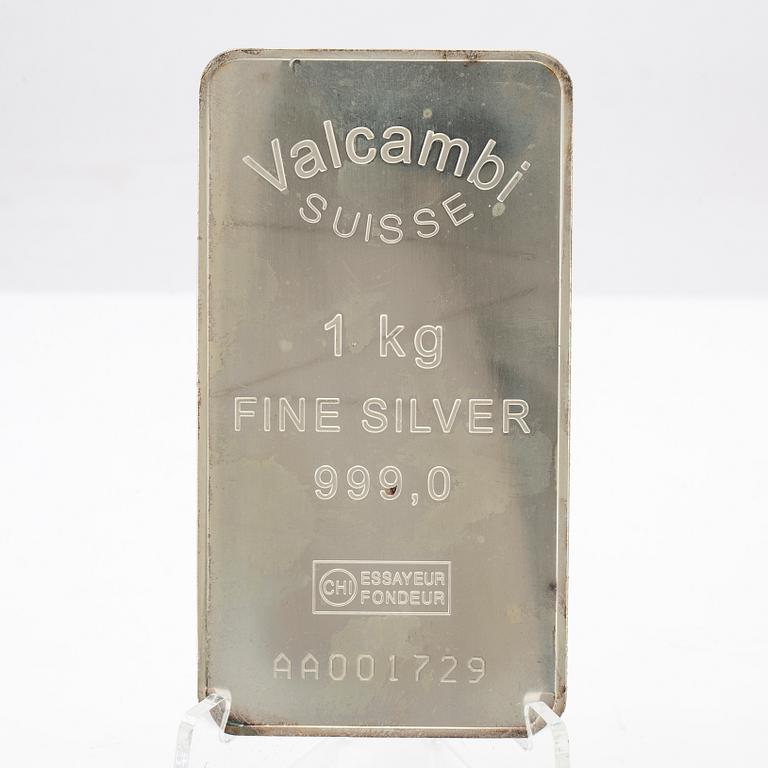 Valcambi
SUISSE
1 kg
FINE SILVER
999,0
CHI ESSAYEUR
FONDEUR
AA001729